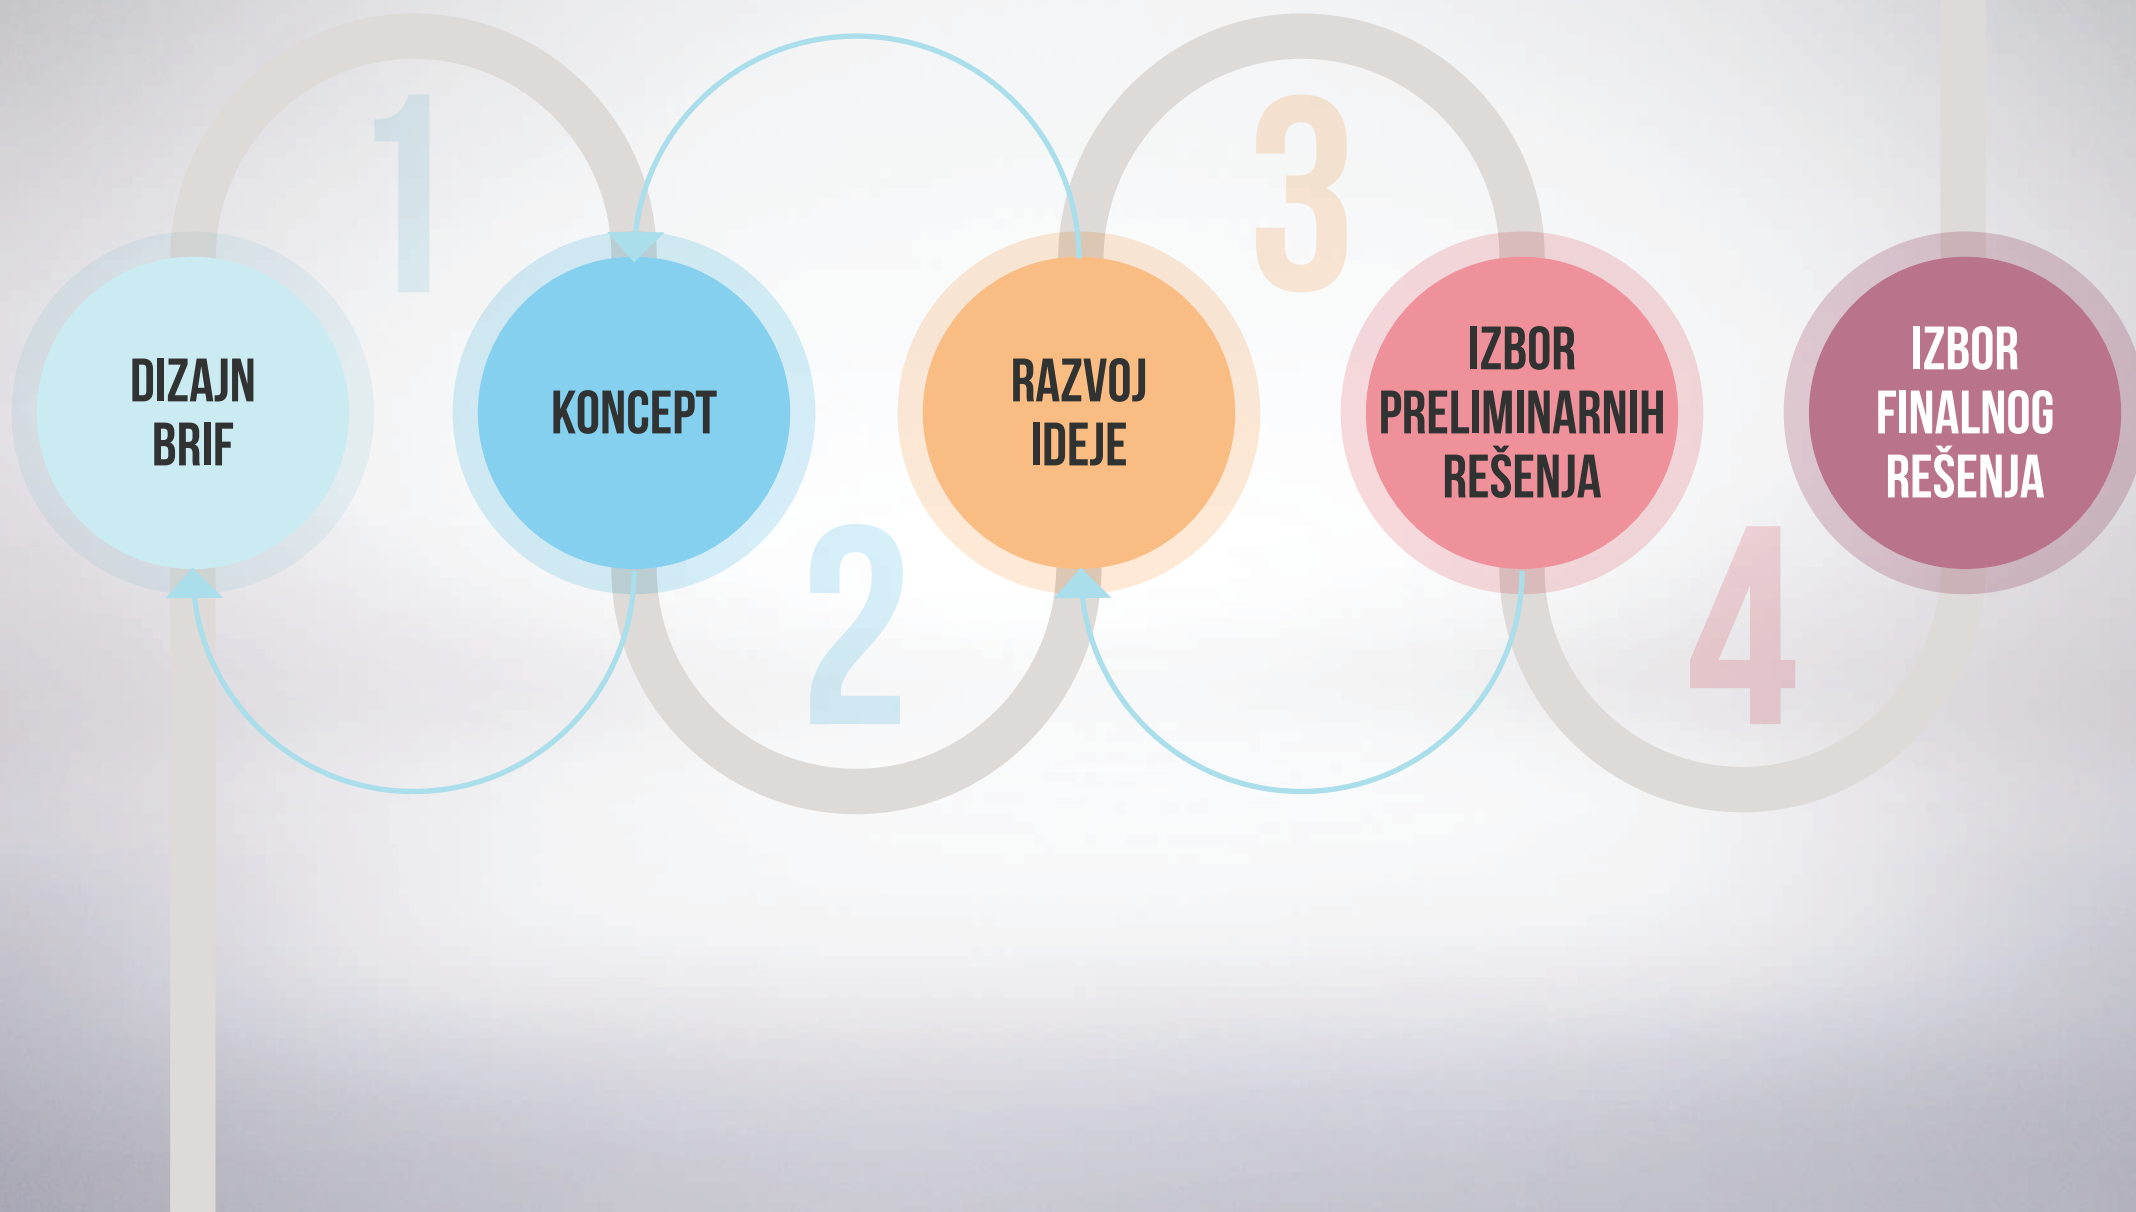 1
3
DIZAJN
BRIF
KONCEPT
RAZVOJ
IDEJE
IZBOR
PRELIMINARNIH
REŠENJA
IZBOR
FINALNOG
REŠENJA
2
4